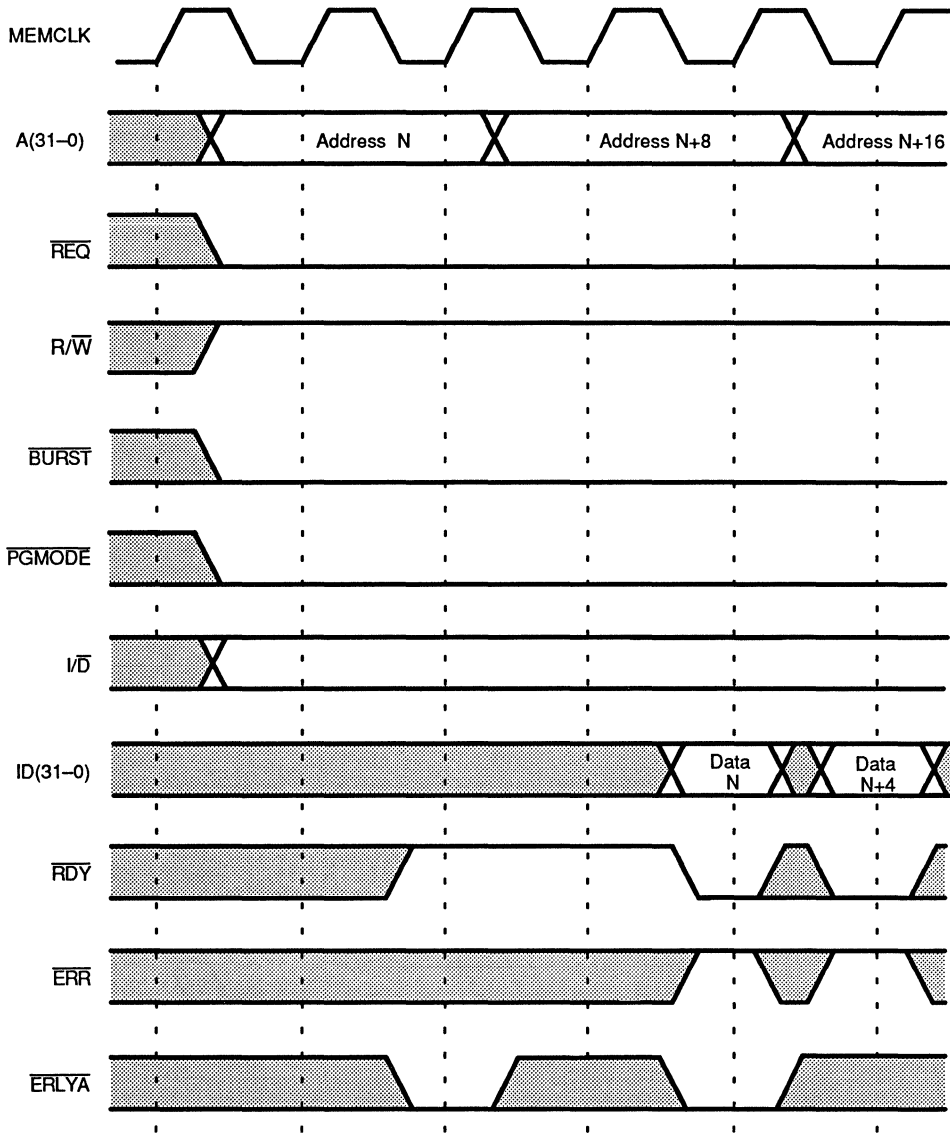 MEMCLK
A(31–0)
Address N
Address N+8
Address N+16
REQ
R/W
BURST
PGMODE
I/D
ID(31–0)
Data
N
Data
N+4
RDY
ERR
ERLYA